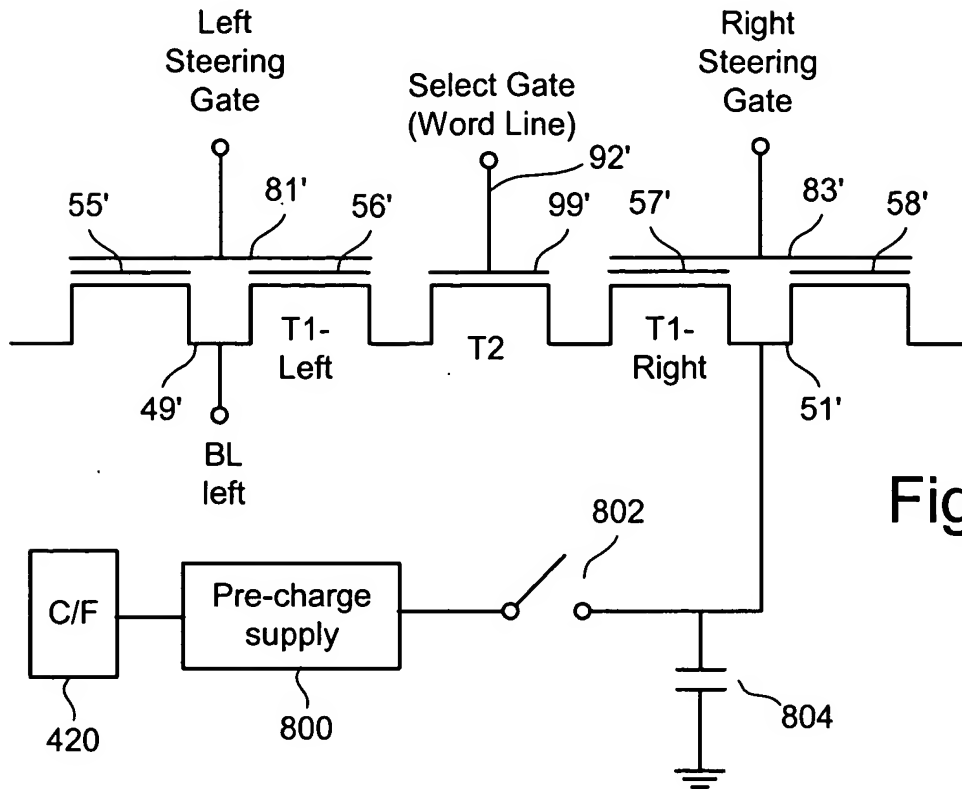 Left
Steering
Gate
Right
Steering
Gate
Select Gate
(Word Line)
92'
55'
81'
56'
99'
57'
83'
58'
T1-
Left
T2
T1-
Right
49'
51'
BL
left
802
Fig
C/F
Pre-charge
supply
420
800
804